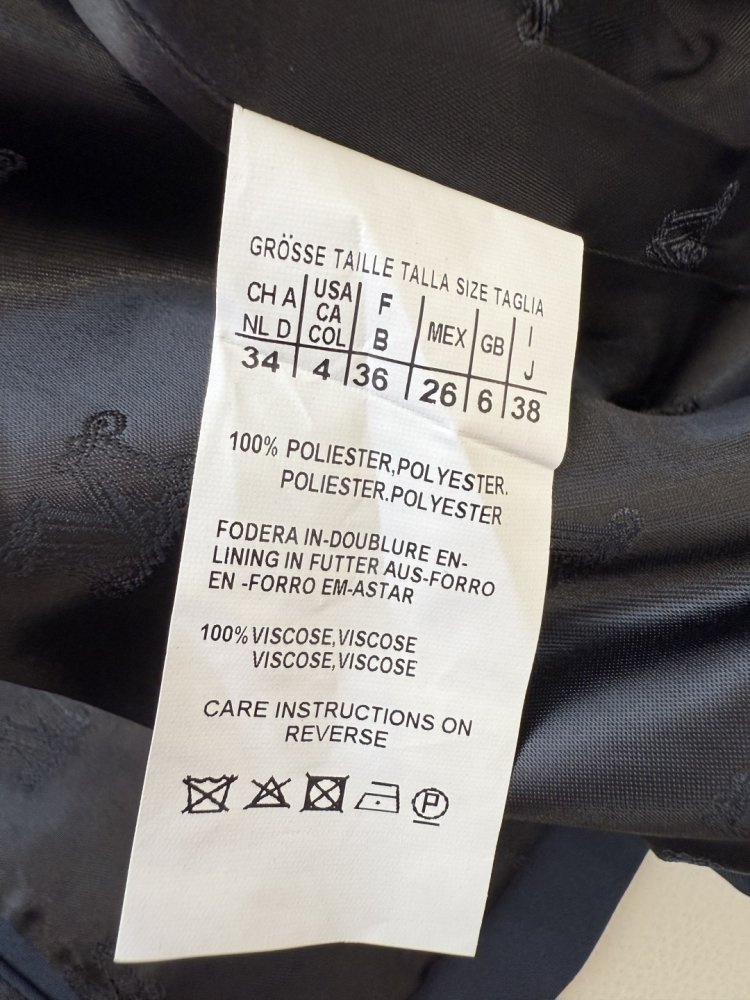 GRÖSSE TAILLE TALLA SIZE TAGLIA
CH A NL D | USA CA COL | F B | MEX | GB | I J
34 | 4 | 36 | 26 | 6 | 38
100% POLIESTER,POLYESTER.
POLIESTER.POLYESTER
FODERA IN-DOUBLURE EN-
LINING IN FUTTER AUS-FORRO
EN -FORRO EM-ASTAR
100% VISCOSE,VISCOSE
VISCOSE,VISCOSE
CARE INSTRUCTIONS ON
REVERSE
P